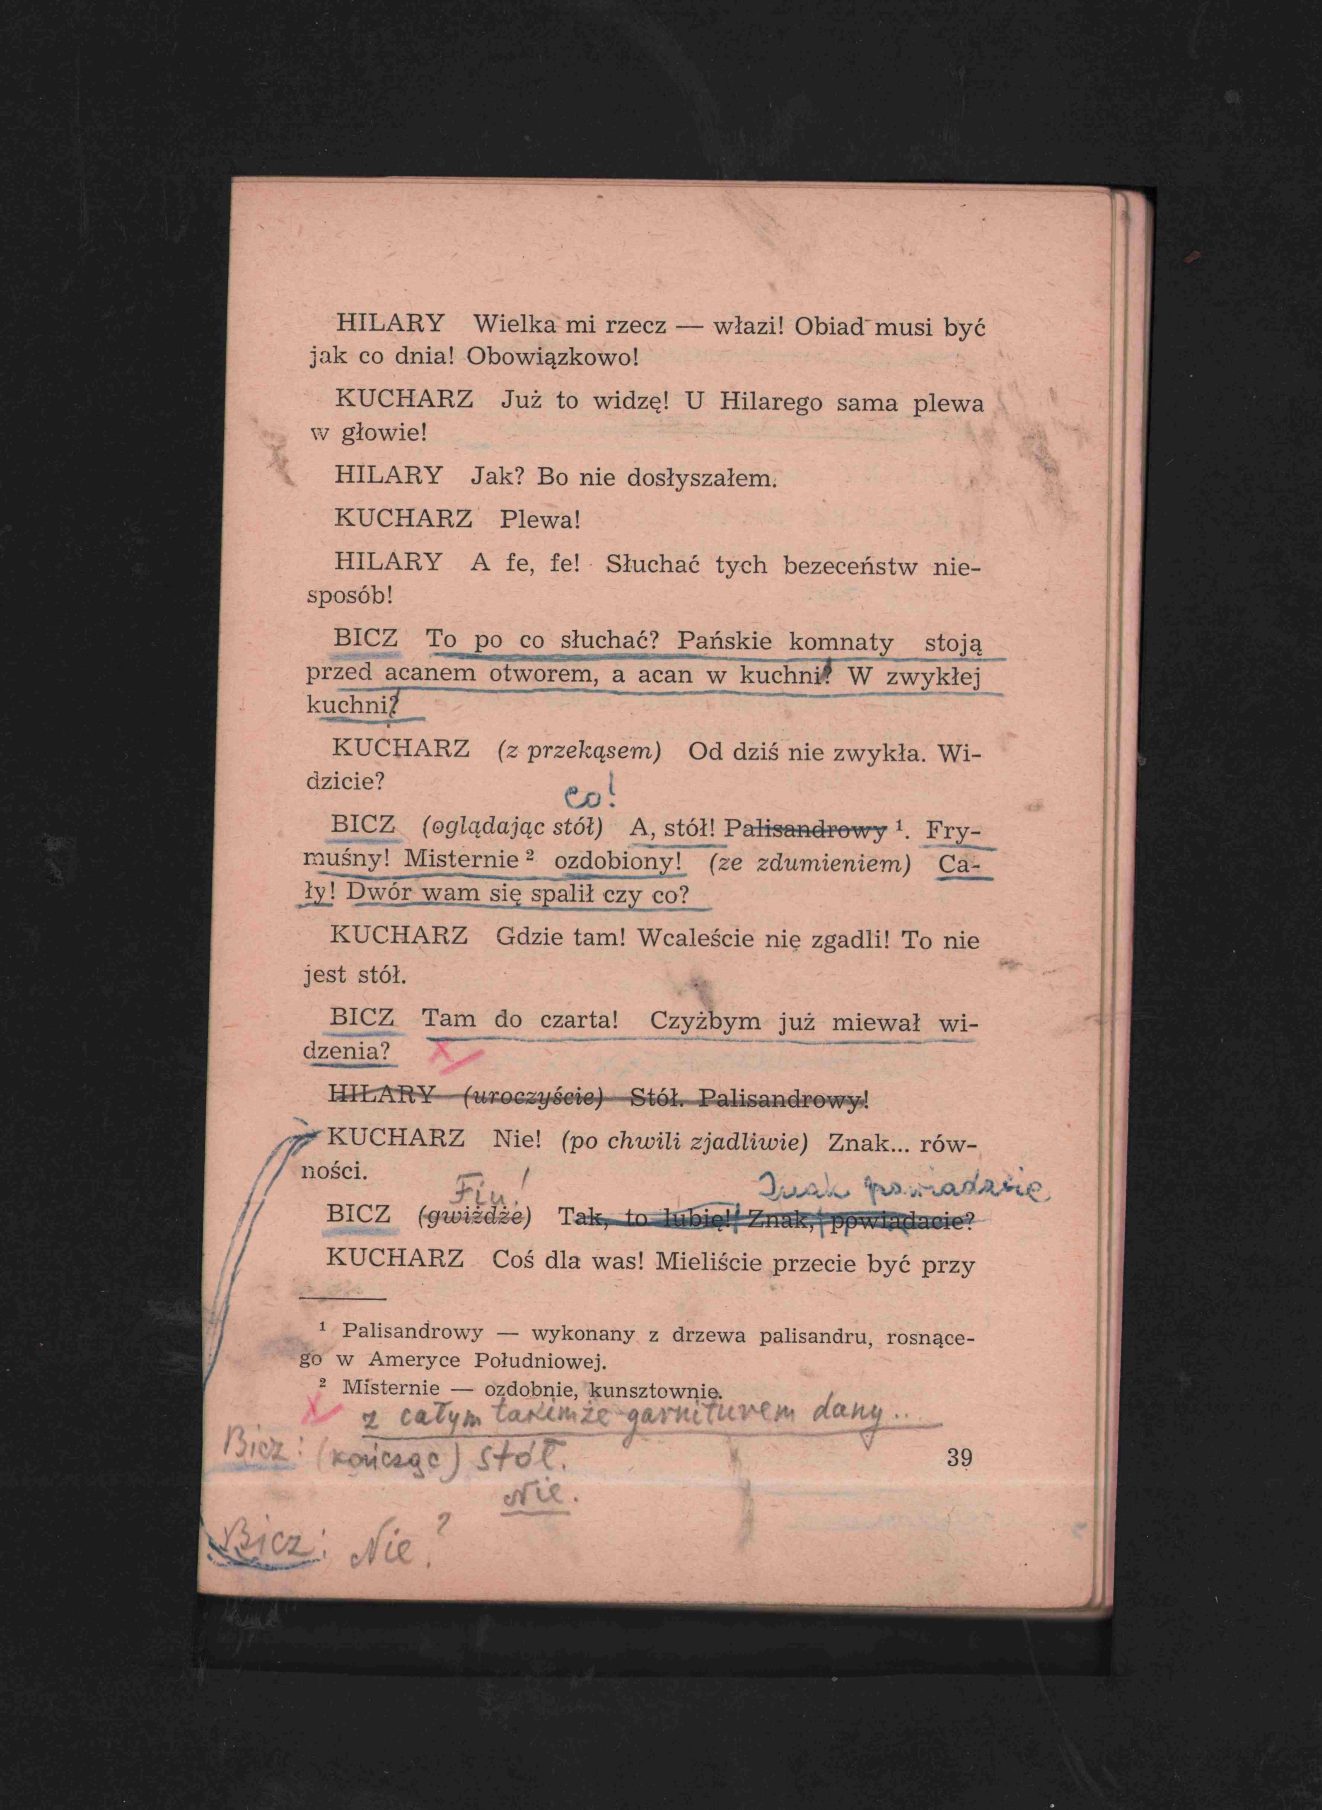 HILARY Wielka mi rzecz — włazi! Obiad musi być
jak co dnia! Obowiązkowo!
KUCHARZ Już to widzę! U Hilarego sama plewa
w głowie!
HILARY Jak? Bo nie dosłyszałem.
KUCHARZ Plewa!
HILARY A fe, fe! Słuchać tych bezeceństw nie-
sposób!
BICZ To po co słuchać? Pańskie komnaty stoją
przed acanem otworem, a acan w kuchni? W zwykłej
kuchni?
KUCHARZ (z przekąsem) Od dziś nie zwykła. Wi-
dzicie?
co!
BICZ (oglądając stół) A, stół! Palisandrowy ¹. Fry-
muśny! Misternie ² ozdobiony! (ze zdumieniem) Ca-
ły! Dwór wam się spalił czy co?
KUCHARZ Gdzie tam! Wcaleście nie zgadli! To nie
jest stół.
BICZ Tam do czarta! Czyżbym już miewał wi-
dzenia? X
HILARY (uroczyście) Stół. Palisandrowy!
KUCHARZ Nie! (po chwili zjadliwie) Znak... rów-
ności.
Fiu! Znak powiadacie
BICZ (gwiżdże) Tak, to lubię! Znak, powiadacie?
KUCHARZ Coś dla was! Mieliście przecie być przy
¹ Palisandrowy — wykonany z drzewa palisandru, rosnące-
go w Ameryce Południowej.
² Misternie — ozdobnie, kunsztownie.
X z całym takimże garniturem dany...
Bicz: (kończąc) stół.
39
Nie.
Bicz: Nie?